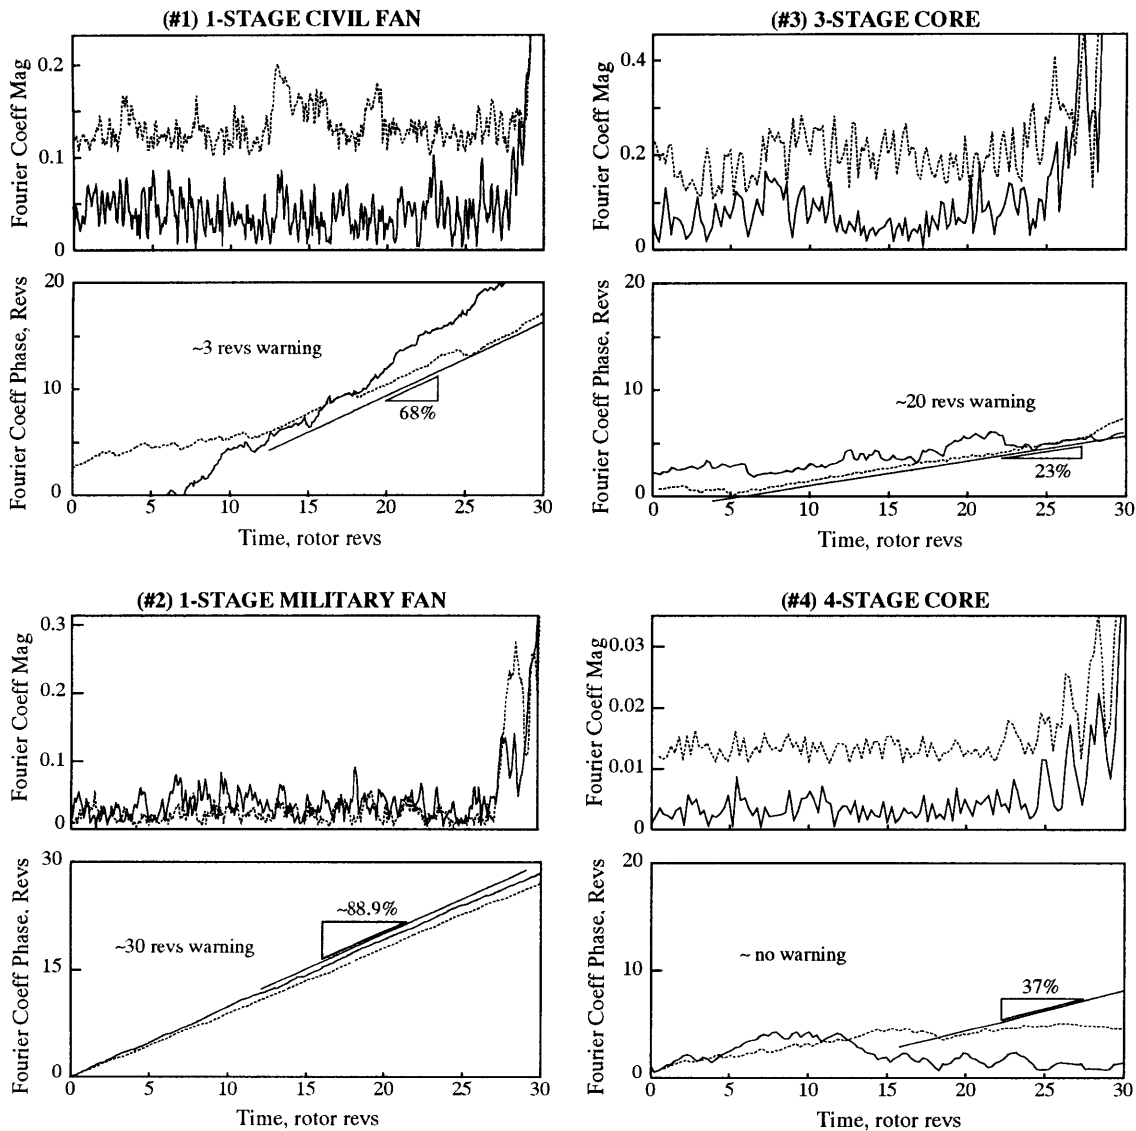 (#1) 1-STAGE CIVIL FAN
Fourier Coeff Mag
0.2
0.1
0
Fourier Coeff Phase, Revs
20
10
0
~3 revs warning
68%
0 5 10 15 20 25 30
Time, rotor revs
(#3) 3-STAGE CORE
Fourier Coeff Mag
0.4
0.2
0
Fourier Coeff Phase, Revs
20
10
0
~20 revs warning
23%
0 5 10 15 20 25 30
Time, rotor revs
(#2) 1-STAGE MILITARY FAN
Fourier Coeff Mag
0.3
0.2
0.1
0
Fourier Coeff Phase, Revs
30
15
0
~88.9%
~30 revs warning
0 5 10 15 20 25 30
Time, rotor revs
(#4) 4-STAGE CORE
Fourier Coeff Mag
0.03
0.02
0.01
0
Fourier Coeff Phase, Revs
20
10
0
~ no warning
37%
0 5 10 15 20 25 30
Time, rotor revs